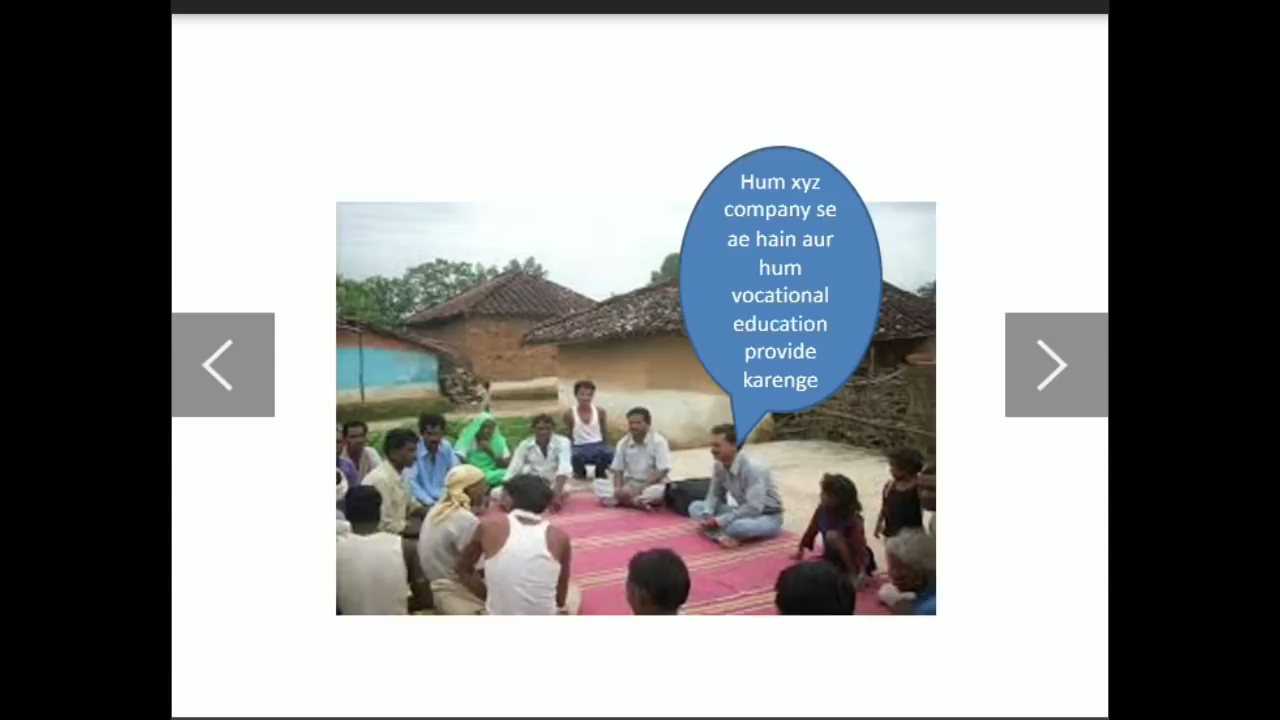 Hum xyz
company se
ae hain aur
hum
vocational
education
provide
karenge